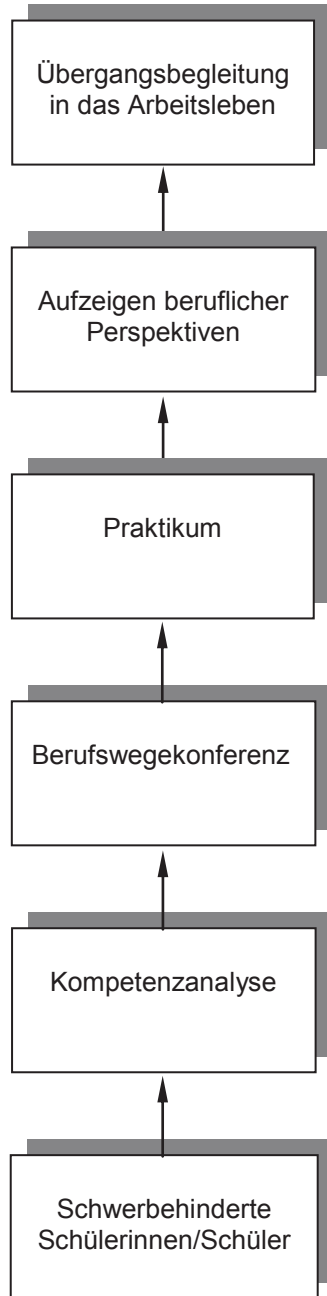 Übergangsbegleitung
in das Arbeitsleben
Aufzeigen beruflicher
Perspektiven
Praktikum
Berufswegekonferenz
Kompetenzanalyse
Schwerbehinderte
Schülerinnen/Schüler